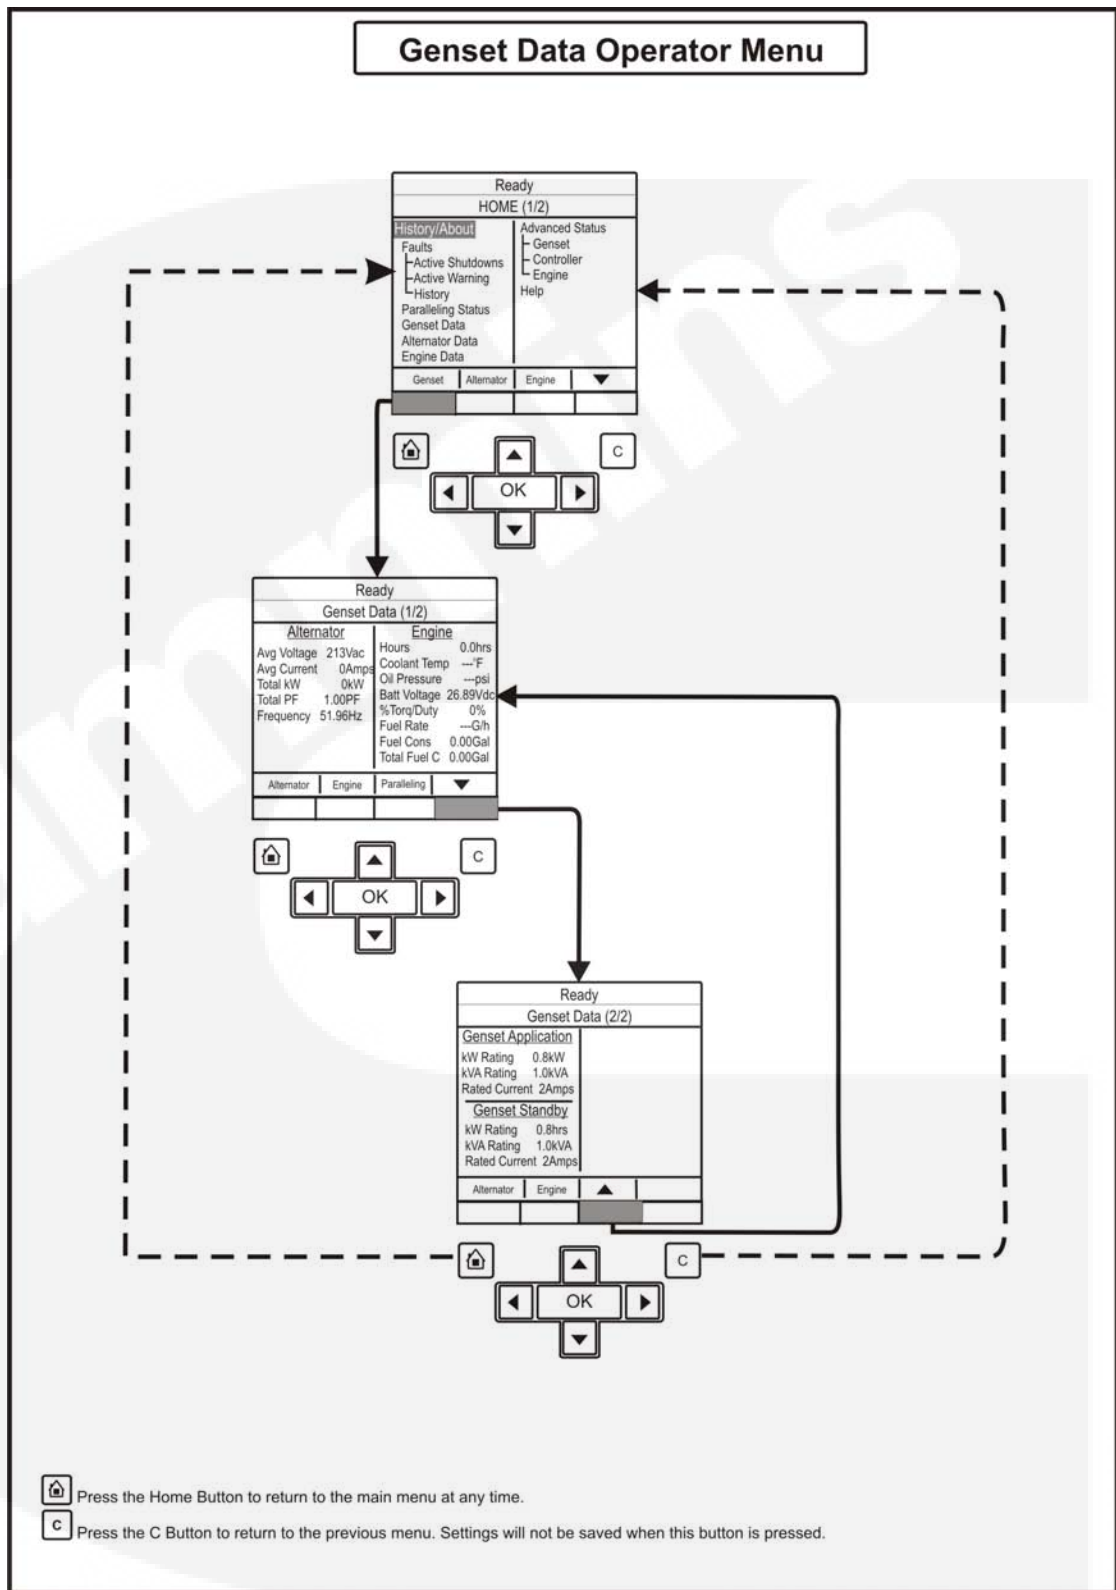 Genset Data Operator Menu
Ready
HOME (1/2)
History/About
Faults
Active Shutdowns
Active Warning
History
Paralleling Status
Genset Data
Alternator Data
Engine Data
Advanced Status
Genset
Controller
Engine
Help
Genset Alternator Engine ▼
C
OK
Ready
Genset Data (1/2)
Alternator
Avg Voltage 213Vac
Avg Current 0Amps
Total kW 0kW
Total PF 1.00PF
Frequency 51.96Hz
Engine
Hours 0.0hrs
Coolant Temp ---°F
Oil Pressure ---psi
Batt Voltage 26.89Vdc
%Torq/Duty 0%
Fuel Rate ---G/h
Fuel Cons 0.00Gal
Total Fuel C 0.00Gal
Alternator Engine Paralleling ▼
C
OK
Ready
Genset Data (2/2)
Genset Application
kW Rating 0.8kW
kVA Rating 1.0kVA
Rated Current 2Amps
Genset Standby
kW Rating 0.8hrs
kVA Rating 1.0kVA
Rated Current 2Amps
Alternator Engine ▲
C
OK
Press the Home Button to return to the main menu at any time.
C Press the C Button to return to the previous menu. Settings will not be saved when this button is pressed.